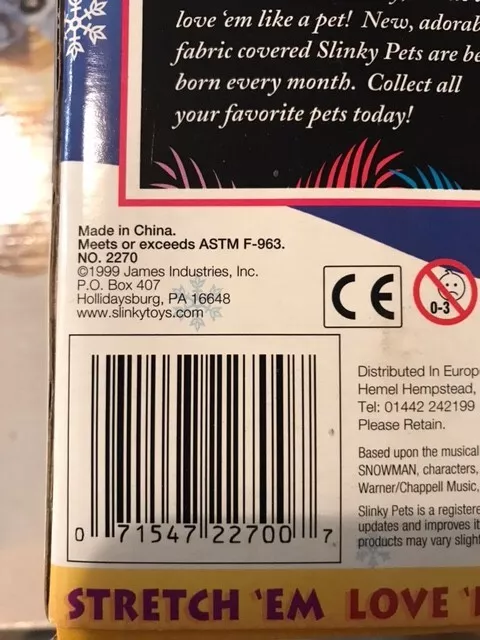 love 'em like a pet! New, adorab
fabric covered Slinky Pets are be
born every month. Collect all
your favorite pets today!
Made in China.
Meets or exceeds ASTM F-963.
NO. 2270
©1999 James Industries, Inc.
P.O. Box 407
Hollidaysburg, PA 16648
www.slinkytoys.com
CE
0-3
Distributed In Europ
Hemel Hempstead,
Tel: 01442 242199
Please Retain.
Based upon the musical
SNOWMAN, characters,
Warner/Chappell Music,
Slinky Pets is a registere
updates and improves it
products may vary sligh
0 71547 22700 7
STRETCH 'EM LOVE '